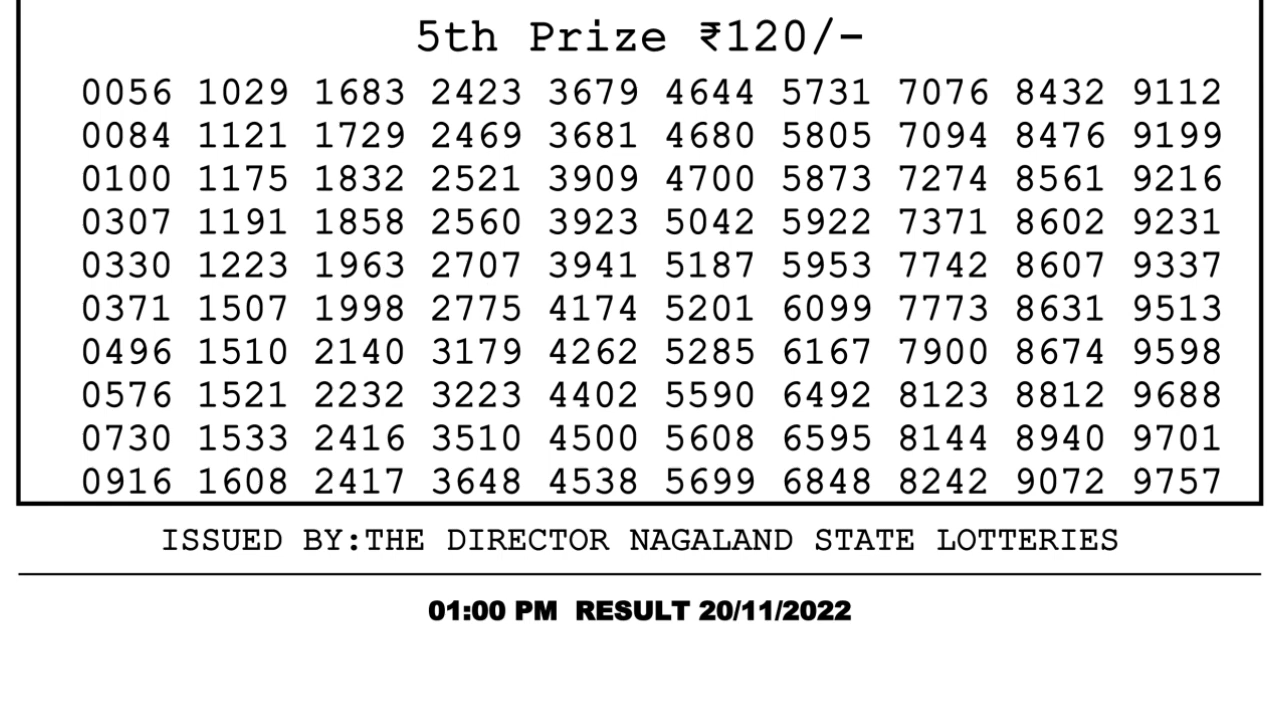 5th Prize ₹120/-
0056 1029 1683 2423 3679 4644 5731 7076 8432 9112
0084 1121 1729 2469 3681 4680 5805 7094 8476 9199
0100 1175 1832 2521 3909 4700 5873 7274 8561 9216
0307 1191 1858 2560 3923 5042 5922 7371 8602 9231
0330 1223 1963 2707 3941 5187 5953 7742 8607 9337
0371 1507 1998 2775 4174 5201 6099 7773 8631 9513
0496 1510 2140 3179 4262 5285 6167 7900 8674 9598
0576 1521 2232 3223 4402 5590 6492 8123 8812 9688
0730 1533 2416 3510 4500 5608 6595 8144 8940 9701
0916 1608 2417 3648 4538 5699 6848 8242 9072 9757
ISSUED BY:THE DIRECTOR NAGALAND STATE LOTTERIES
01:00 PM RESULT 20/11/2022